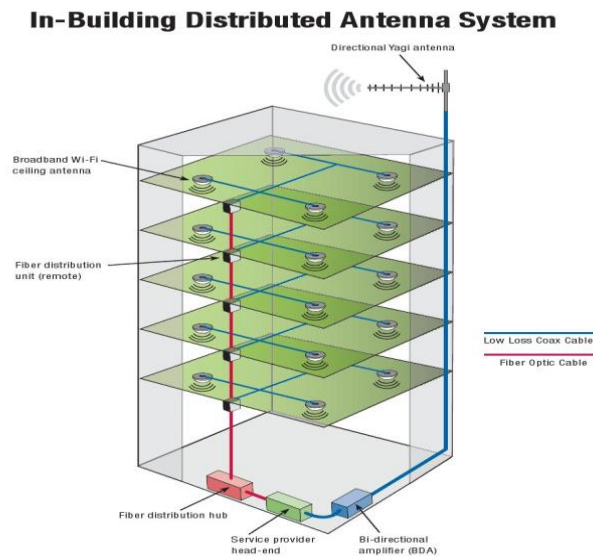 In-Building Distributed Antenna System
Directional Yagi antenna
Broadband Wi-Fi
ceiling antenna
Fiber distribution
unit (remote)
Low Loss Coax Cable
Fiber Optic Cable
Fiber distribution hub
Service provider
head-end
Bi-directional
amplifier (BDA)